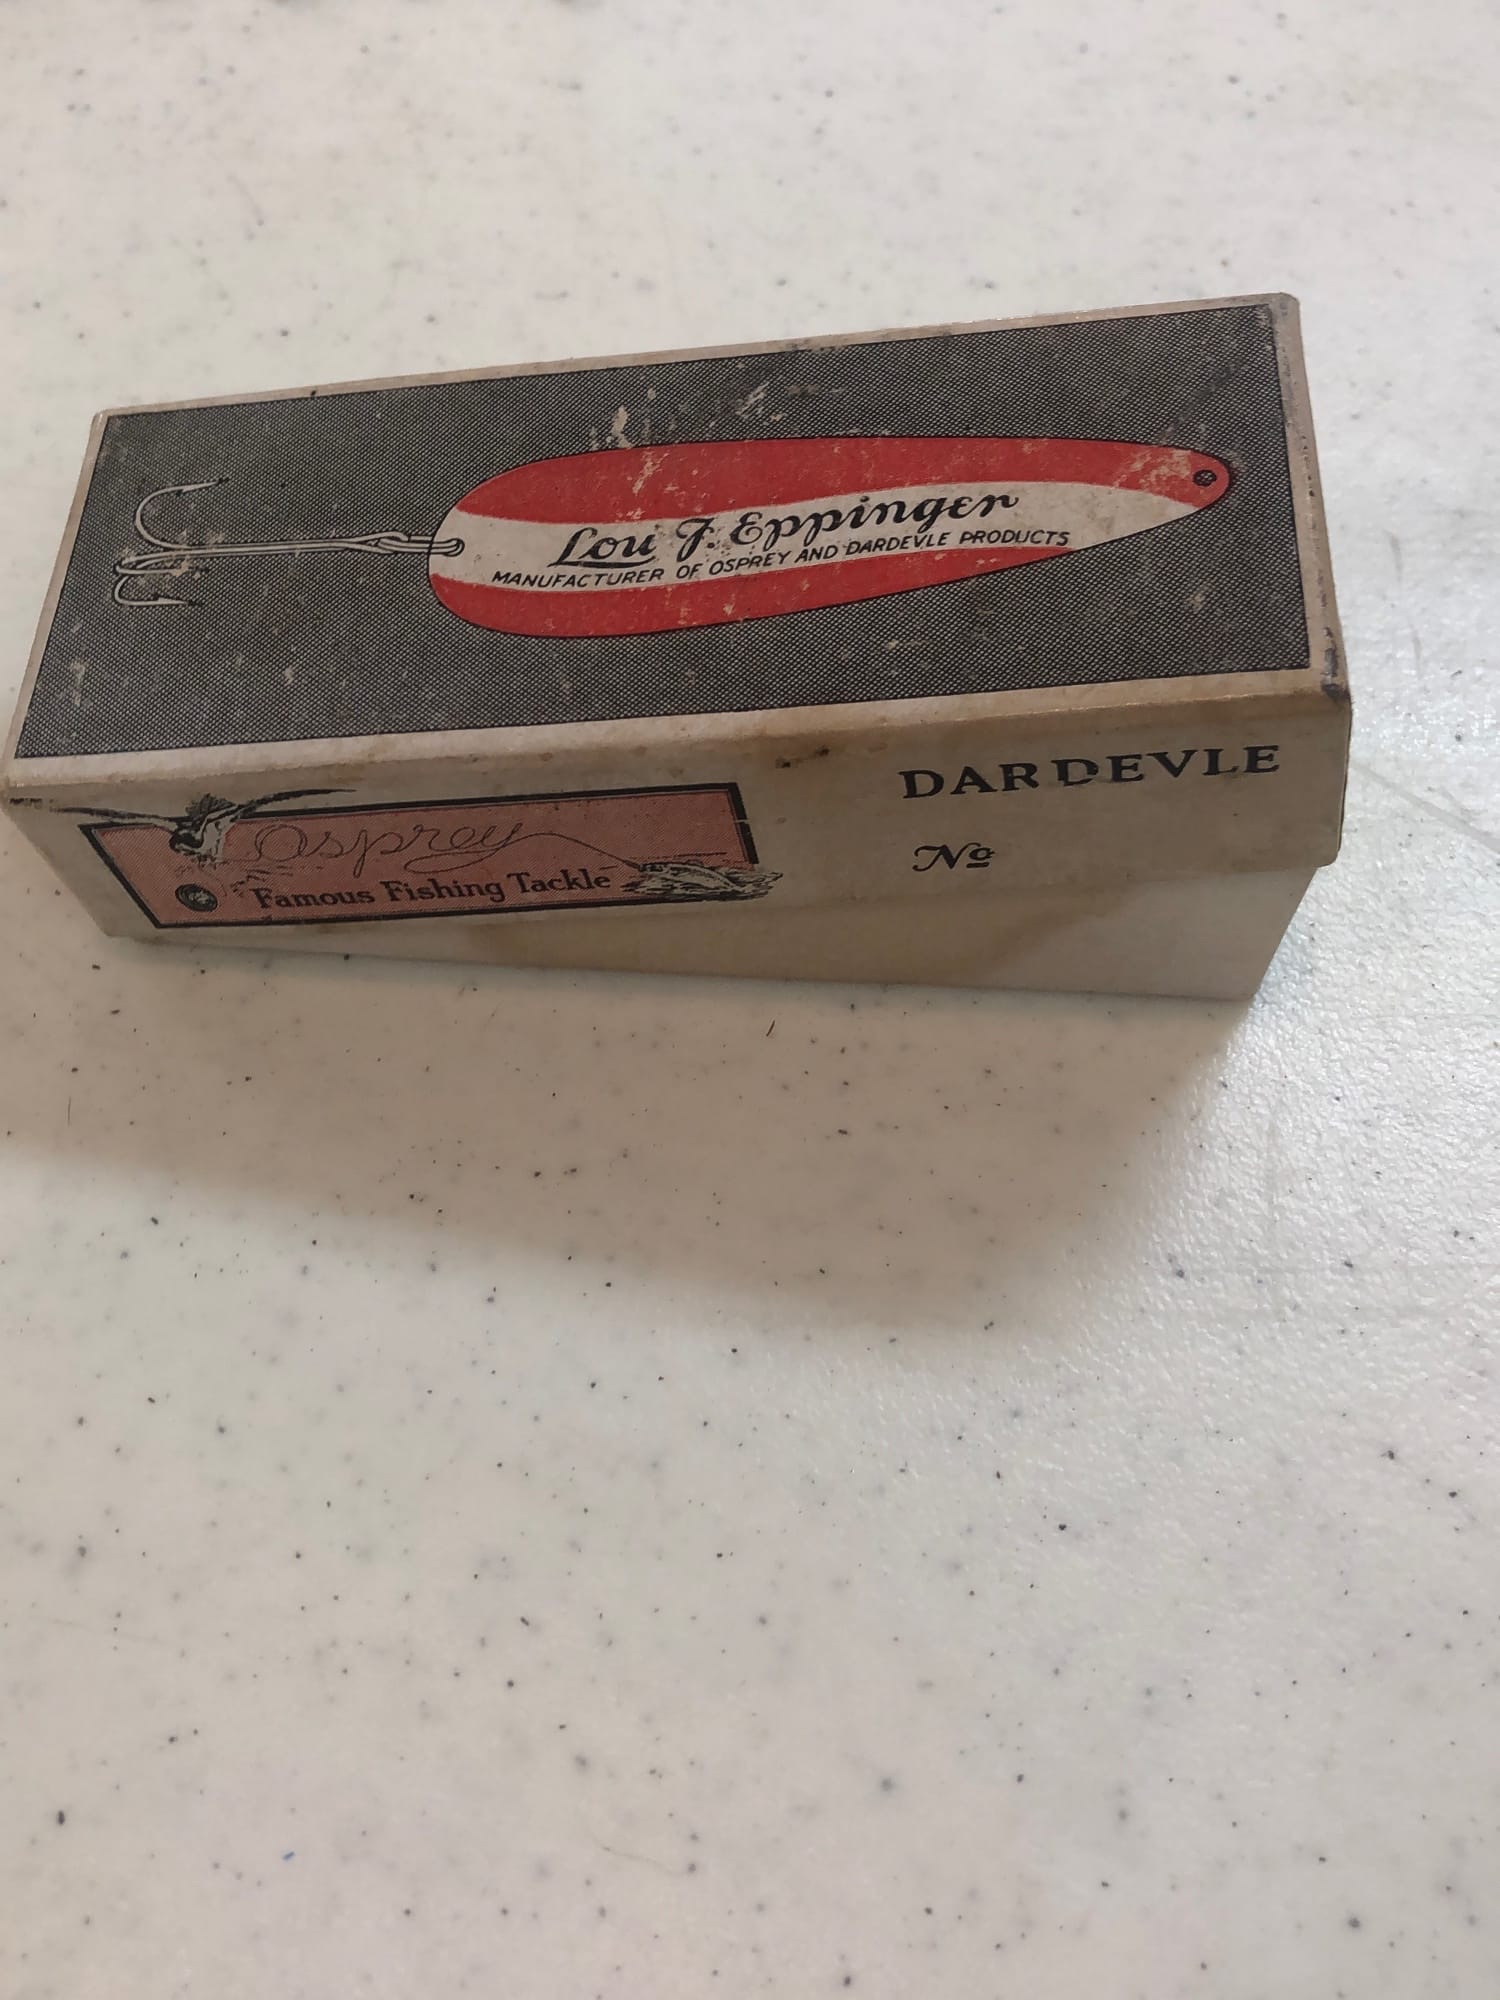 Lou J. Eppinger
MANUFACTURER OF OSPREY AND DARDEVLE PRODUCTS
DARDEVLE
Osprey
Famous Fishing Tackle
Nº